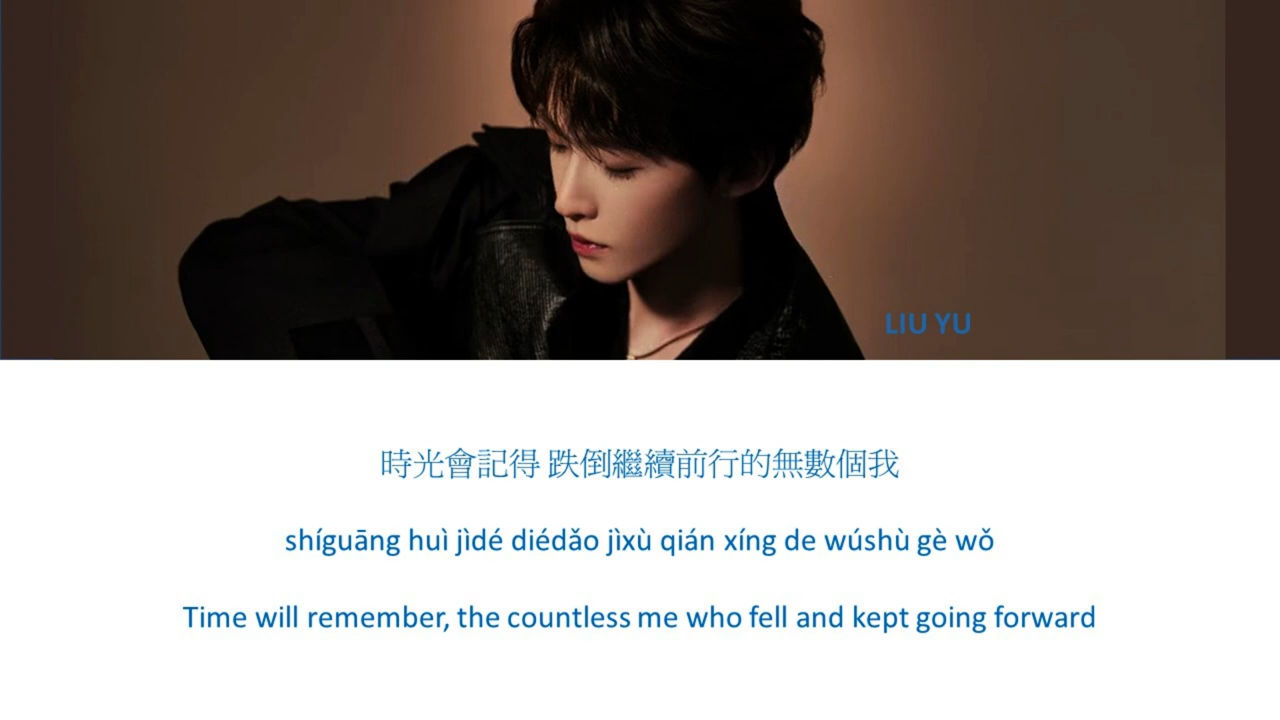 LIU YU
時光會記得 跌倒繼續前行的無數個我
shíguāng huì jìdé diédǎo jìxù qián xíng de wúshù gè wǒ
Time will remember, the countless me who fell and kept going forward